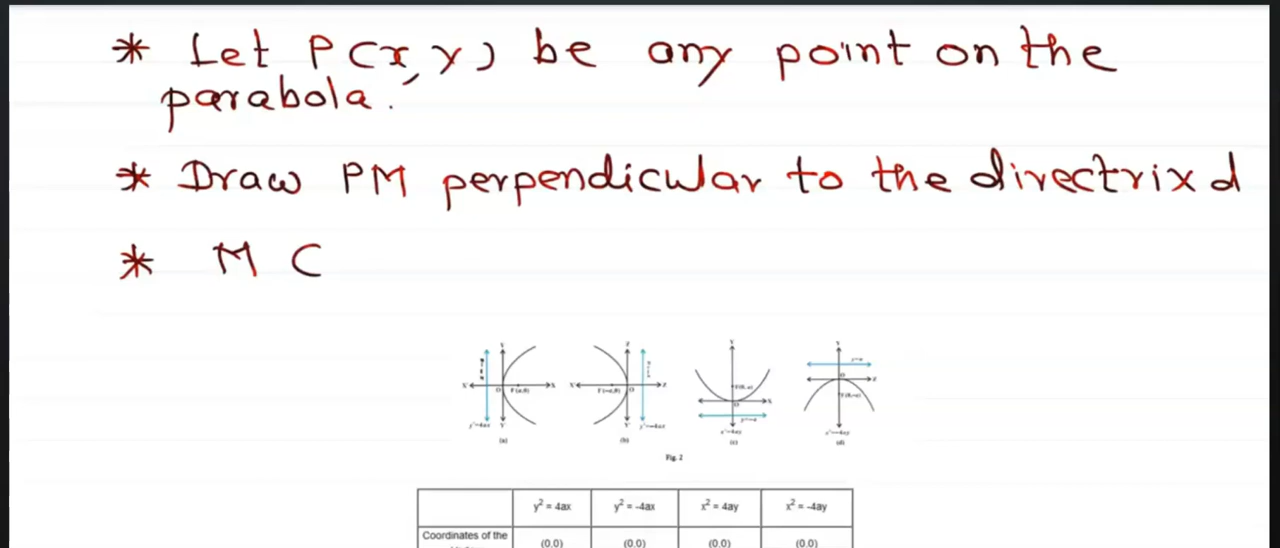 * Let P(x, y) be any point on the
parabola.
* Draw PM perpendicular to the directrix d
* M C
(a)
(b)
(c)
(d)
Fig. 2
y² = 4ax y² = -4ax x² = 4ay x² = -4ay
Coordinates of the
(0,0) (0,0) (0,0) (0,0)